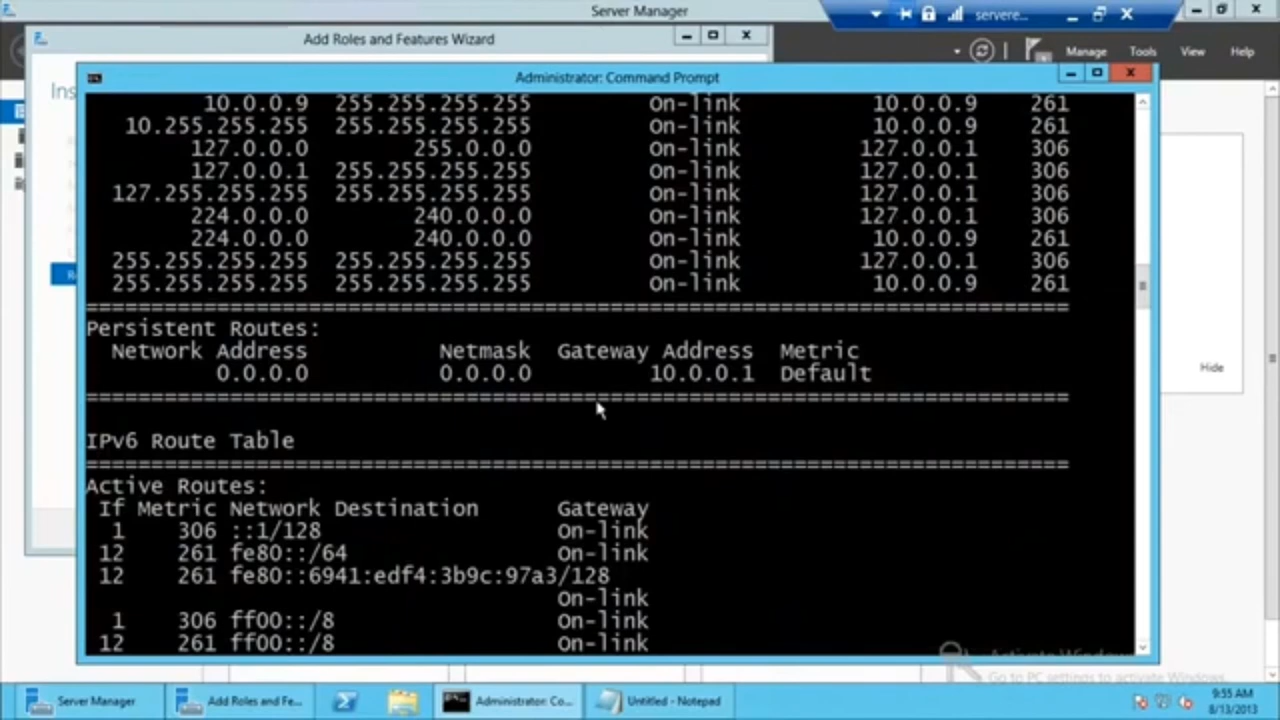 Server Manager
servere...
Add Roles and Features Wizard
Manage Tools View Help
Administrator: Command Prompt
Ins
10.0.0.9 255.255.255.255 On-link 10.0.0.9 261
10.255.255.255 255.255.255.255 On-link 10.0.0.9 261
127.0.0.0 255.0.0.0 On-link 127.0.0.1 306
127.0.0.1 255.255.255.255 On-link 127.0.0.1 306
127.255.255.255 255.255.255.255 On-link 127.0.0.1 306
224.0.0.0 240.0.0.0 On-link 127.0.0.1 306
224.0.0.0 240.0.0.0 On-link 10.0.0.9 261
255.255.255.255 255.255.255.255 On-link 127.0.0.1 306
255.255.255.255 255.255.255.255 On-link 10.0.0.9 261
Persistent Routes:
Network Address Netmask Gateway Address Metric
0.0.0.0 0.0.0.0 10.0.0.1 Default
Hide
IPv6 Route Table
Active Routes:
If Metric Network Destination Gateway
1 306 ::1/128 On-link
12 261 fe80::/64 On-link
12 261 fe80::6941:edf4:3b9c:97a3/128
On-link
1 306 ff00::/8 On-link
12 261 ff00::/8 On-link
Activate Windows
Go to PC settings to activate Windows.
Server Manager
Add Roles and Fe...
Administrator: Co...
Untitled - Notepad
9:55 AM
8/13/2013